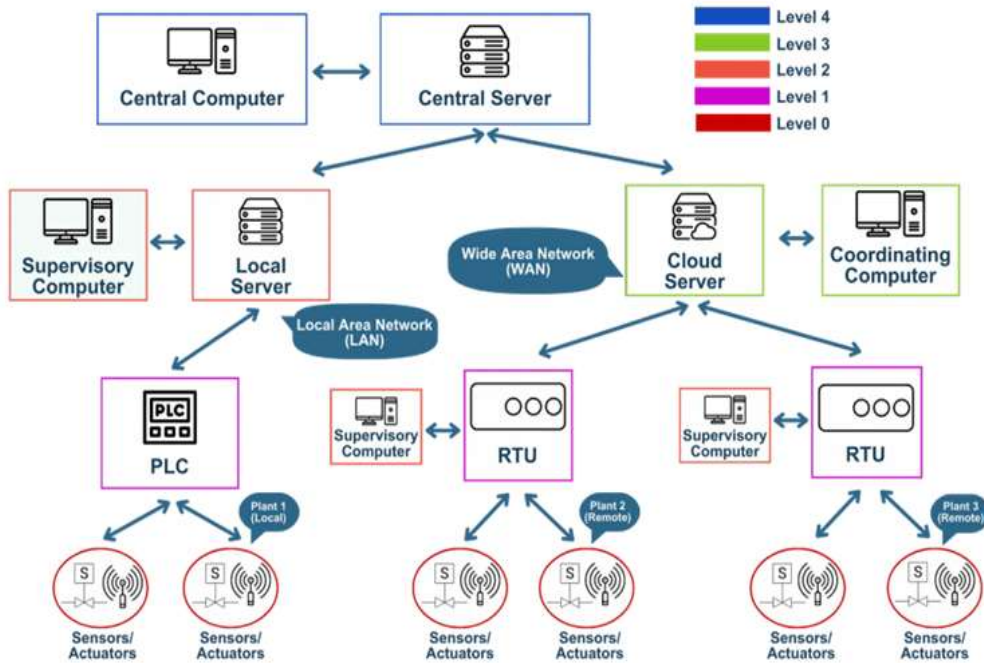 Level 4
Level 3
Level 2
Level 1
Level 0
Central Computer
Central Server
Supervisory
Computer
Local
Server
Wide Area Network
(WAN)
Cloud
Server
Coordinating
Computer
Local Area Network
(LAN)
PLC
PLC
Supervisory
Computer
RTU
Supervisory
Computer
RTU
Plant 1
(Local)
Plant 2
(Remote)
Plant 3
(Remote)
S
S
S
S
S
S
Sensors/
Actuators
Sensors/
Actuators
Sensors/
Actuators
Sensors/
Actuators
Sensors/
Actuators
Sensors/
Actuators